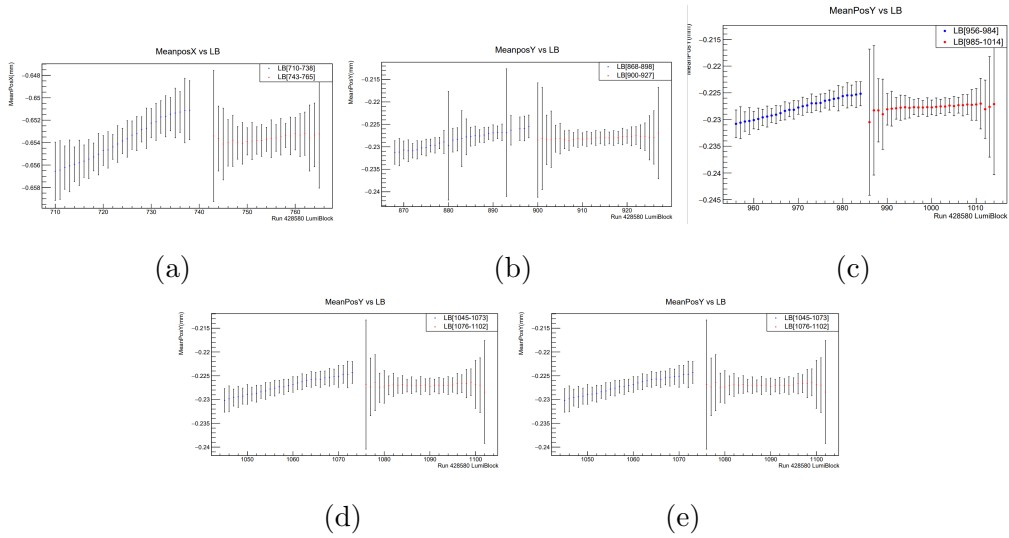 MeanposX vs LB
MeanPosX(mm)
LB[710-738]
LB[743-765]
−0.648
−0.65
−0.652
−0.654
−0.656
−0.658
710 720 730 740 750 760
Run 428580 LumiBlock
(a)
MeanposY vs LB
MeanPosY(mm)
LB[868-898]
LB[900-927]
−0.215
−0.22
−0.225
−0.23
−0.235
−0.24
870 880 890 900 910 920
Run 428580 LumiBlock
(b)
MeanPosY vs LB
LB[956-984]
LB[985-1014]
−0.215
−0.22
−0.225
−0.23
−0.235
−0.24
−0.245
960 970 980 990 1000 1010
Run 428580 LumiBlock
(c)
MeanPosY vs LB
MeanPosY(mm)
LB[1045-1073]
LB[1076-1102]
−0.215
−0.22
−0.225
−0.23
−0.235
−0.24
1050 1060 1070 1080 1090 1100
Run 428580 LumiBlock
(d)
MeanPosY vs LB
MeanPosY(mm)
LB[1045-1073]
LB[1076-1102]
−0.215
−0.22
−0.225
−0.23
−0.235
−0.24
1050 1060 1070 1080 1090 1100
Run 428580 LumiBlock
(e)